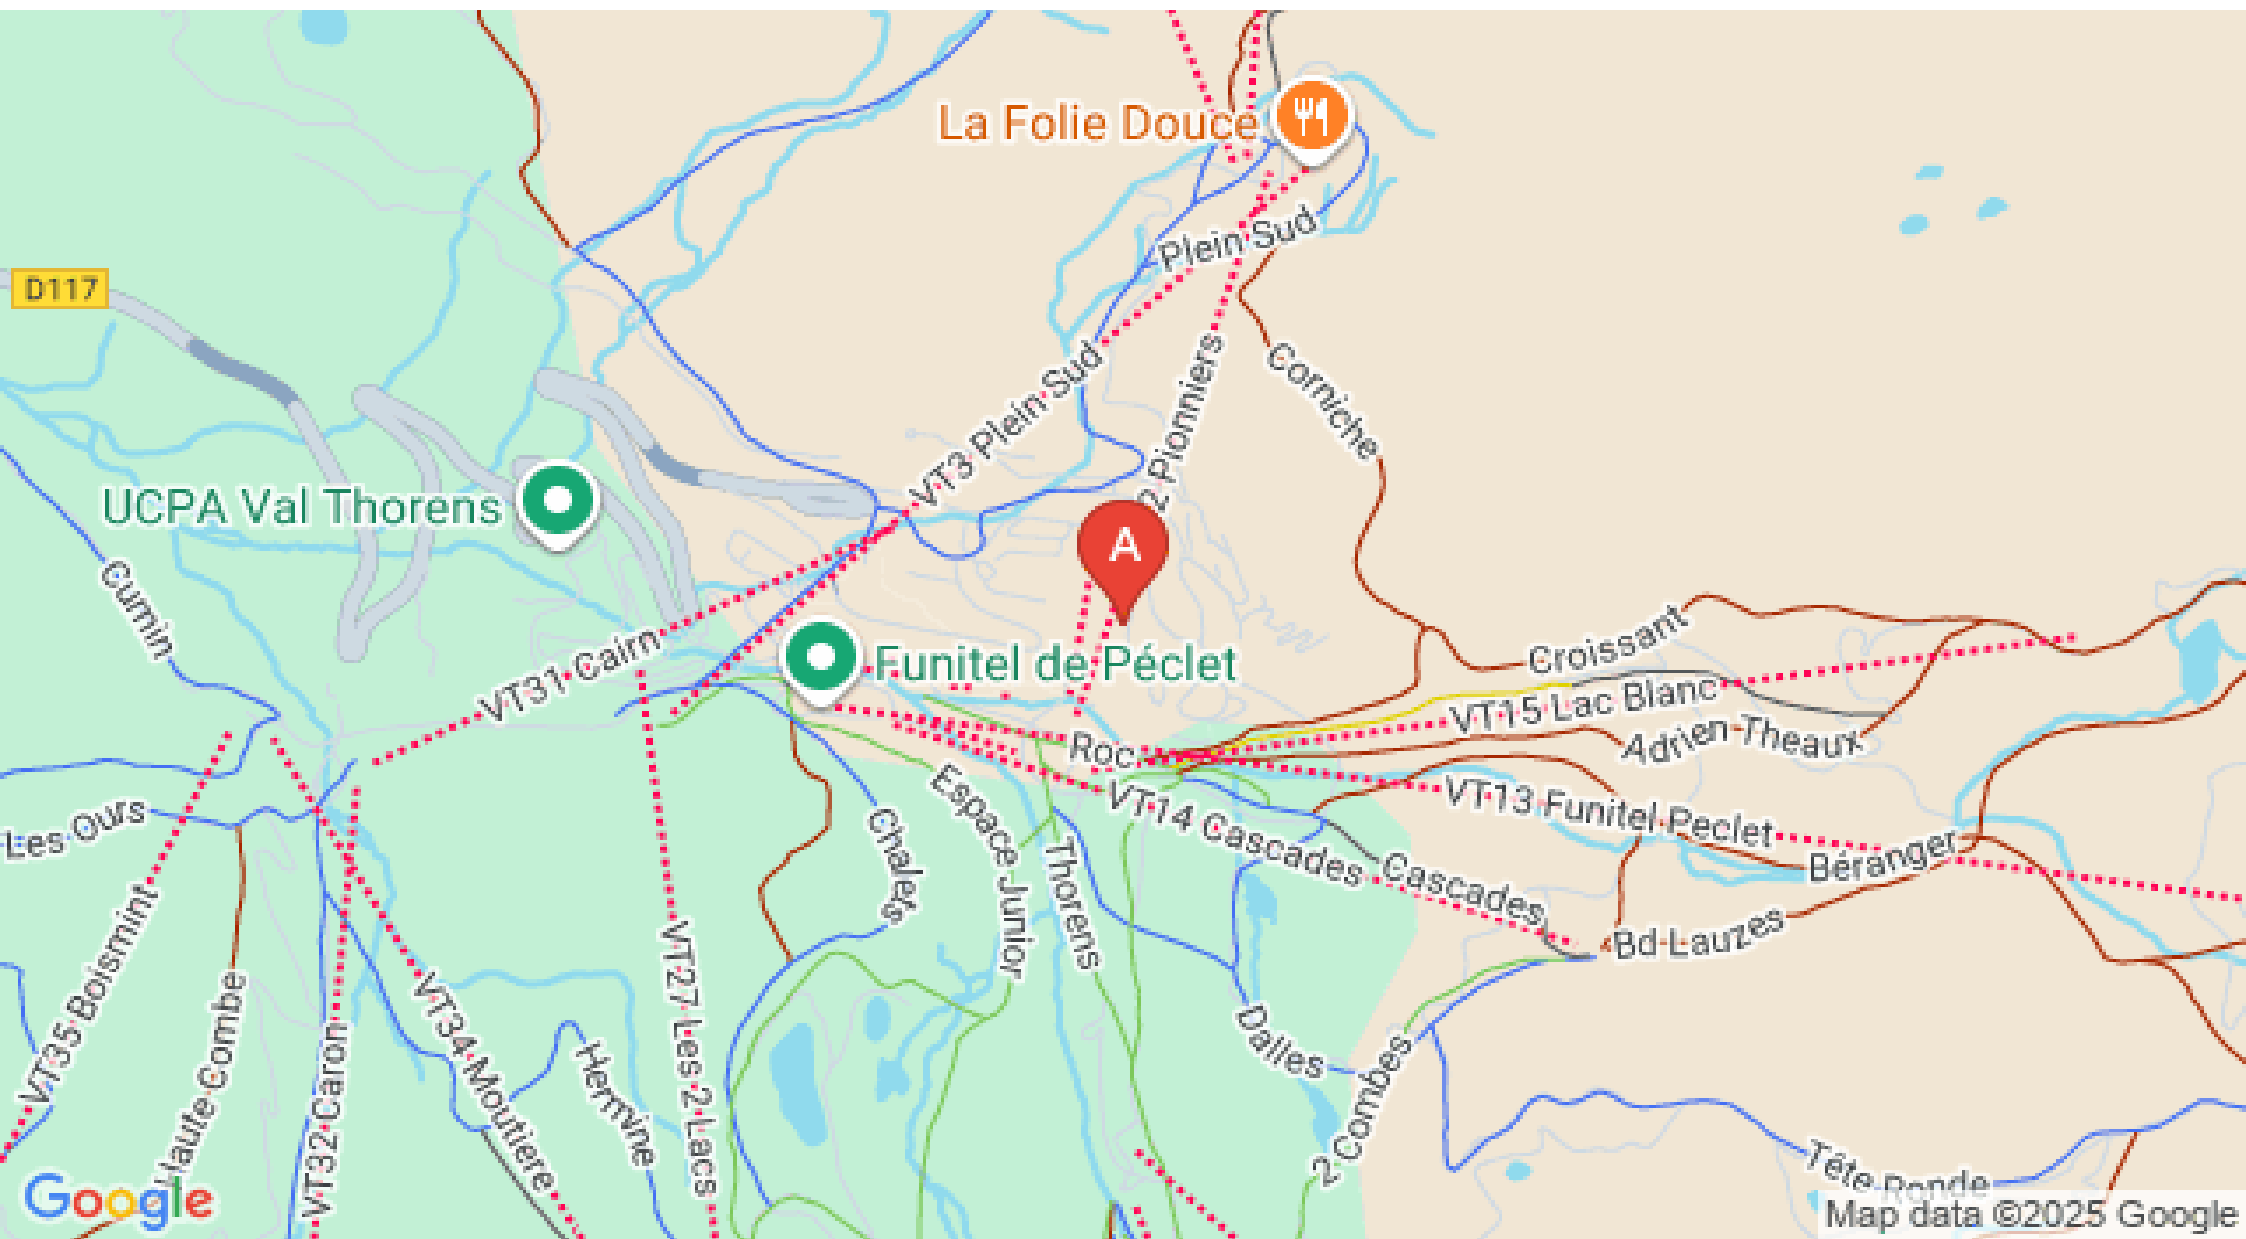 La Folie Douce
Plein Sud
D117
VT3 Plein Sud
2 Pionniers
Corniche
UCPA Val Thorens
A
Cumin
VT31 Cairn
Funitel de Péclet
Croissant
VT15 Lac Blanc
Adrien Theaux
Roc
VT13 Funitel Peclet
VT14 Cascades
Cascades
Béranger
Bd Lauzes
Les Ours
Espace Junior
Chalets
Thorens
VT35 Boismint
Haute Combe
VT32 Caron
VT34 Moutiere
Hermine
VT27 Les 2 Lacs
Dalles
2 Combes
Tête Ronde
Google
Map data ©2025 Google